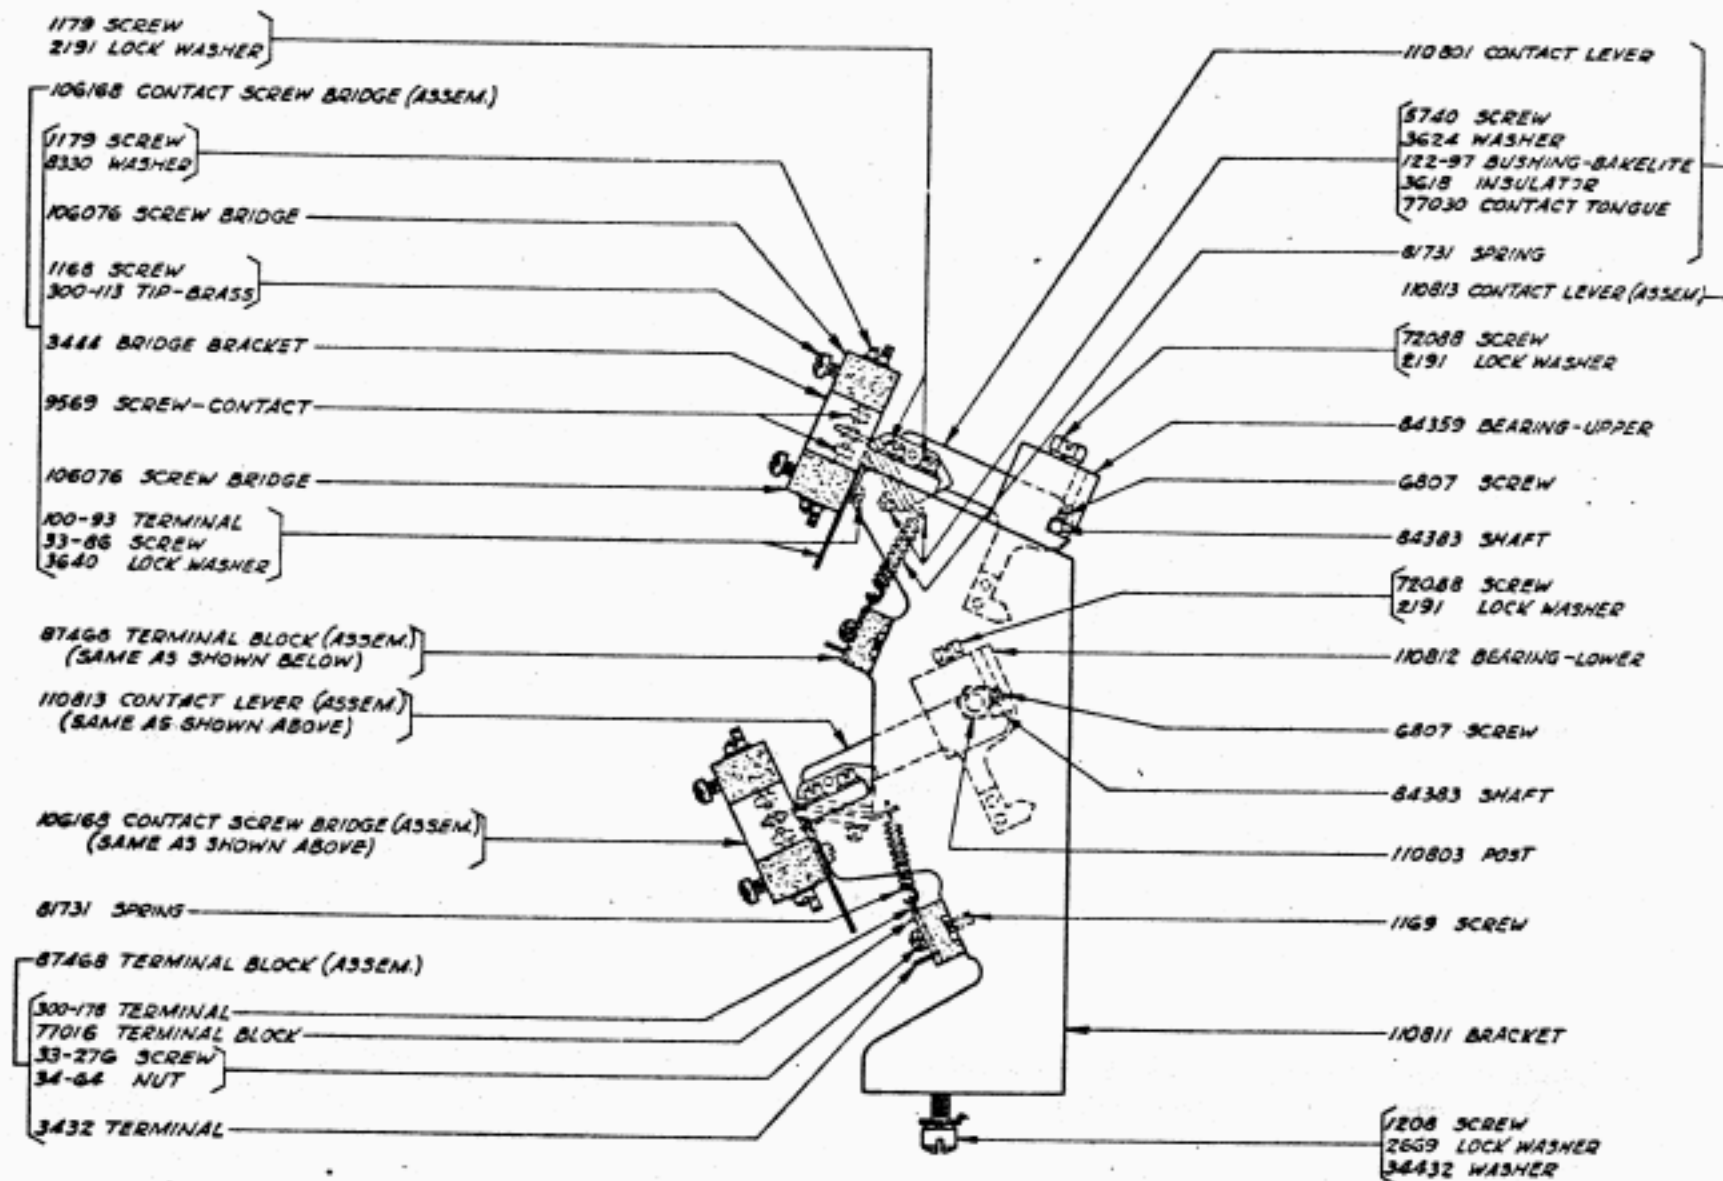 1179 SCREW
2191 LOCK WASHER
106168 CONTACT SCREW BRIDGE (ASSEM.)
1179 SCREW
8330 WASHER
106076 SCREW BRIDGE
1168 SCREW
300-113 TIP-BRASS
3444 BRIDGE BRACKET
9569 SCREW-CONTACT
106076 SCREW BRIDGE
100-93 TERMINAL
33-86 SCREW
3640 LOCK WASHER
87468 TERMINAL BLOCK (ASSEM.)
(SAME AS SHOWN BELOW)
110813 CONTACT LEVER (ASSEM.)
(SAME AS SHOWN ABOVE)
106168 CONTACT SCREW BRIDGE (ASSEM.)
(SAME AS SHOWN ABOVE)
81731 SPRING
87468 TERMINAL BLOCK (ASSEM.)
300-178 TERMINAL
77016 TERMINAL BLOCK
33-276 SCREW
34-64 NUT
3432 TERMINAL
110801 CONTACT LEVER
5740 SCREW
3624 WASHER
122-97 BUSHING-BAKELITE
3618 INSULATOR
77030 CONTACT TONGUE
81731 SPRING
110813 CONTACT LEVER (ASSEM)
72088 SCREW
2191 LOCK WASHER
84359 BEARING-UPPER
6807 SCREW
84383 SHAFT
72088 SCREW
2191 LOCK WASHER
110812 BEARING-LOWER
6807 SCREW
84383 SHAFT
110803 POST
1169 SCREW
110811 BRACKET
1208 SCREW
2669 LOCK WASHER
34432 WASHER